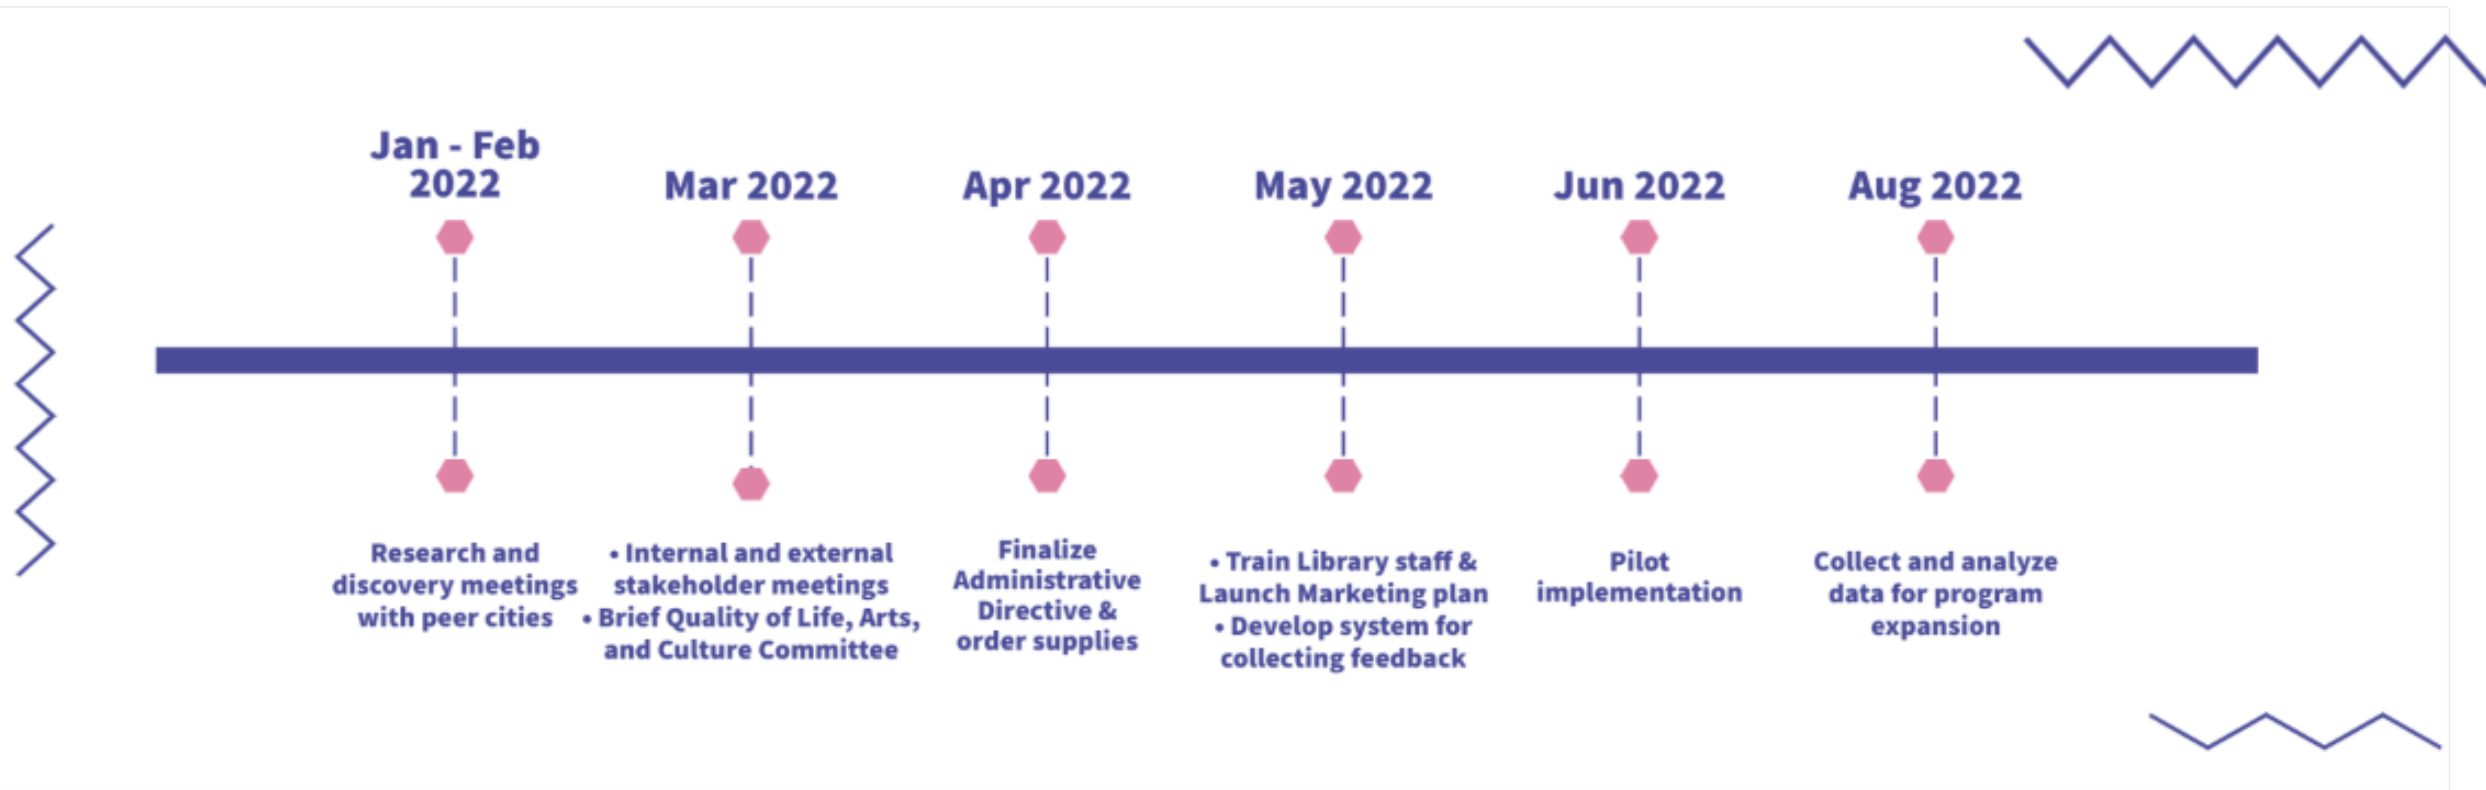 Jan - Feb
2022
Mar 2022
Apr 2022
May 2022
Jun 2022
Aug 2022
Research and
discovery meetings
with peer cities
• Internal and external
stakeholder meetings
• Brief Quality of Life, Arts,
and Culture Committee
Finalize
Administrative
Directive &
order supplies
• Train Library staff &
Launch Marketing plan
• Develop system for
collecting feedback
Pilot
implementation
Collect and analyze
data for program
expansion